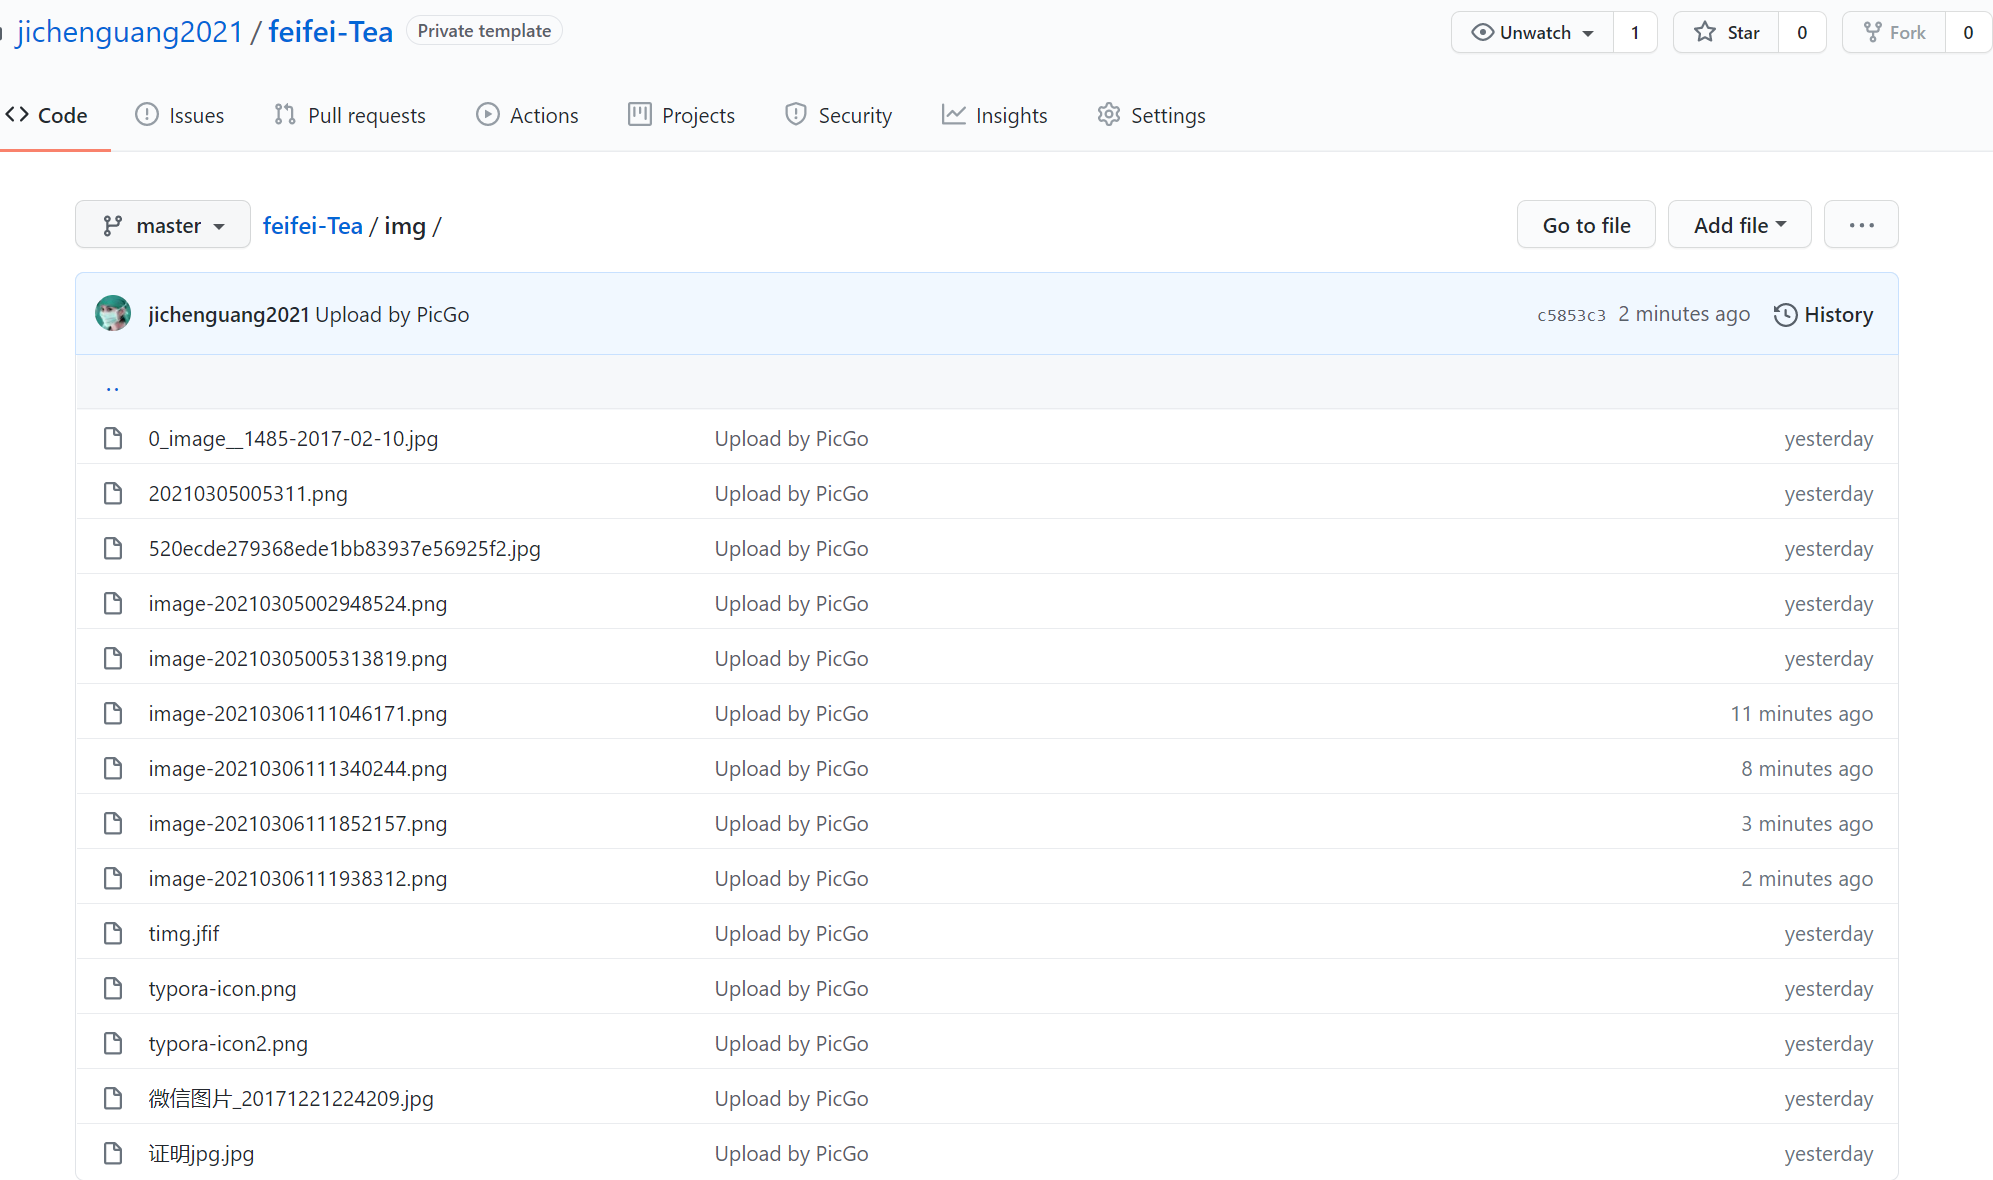 jichenguang2021 / feifei-Tea Private template Unwatch 1 Star 0 Fork 0
Code Issues Pull requests Actions Projects Security Insights Settings
master feifei-Tea / img / Go to file Add file ...
jichenguang2021 Upload by PicGo c5853c3 2 minutes ago History
..
0_image__1485-2017-02-10.jpg Upload by PicGo yesterday
20210305005311.png Upload by PicGo yesterday
520ecde279368ede1bb83937e56925f2.jpg Upload by PicGo yesterday
image-20210305002948524.png Upload by PicGo yesterday
image-20210305005313819.png Upload by PicGo yesterday
image-20210306111046171.png Upload by PicGo 11 minutes ago
image-20210306111340244.png Upload by PicGo 8 minutes ago
image-20210306111852157.png Upload by PicGo 3 minutes ago
image-20210306111938312.png Upload by PicGo 2 minutes ago
timg.jfif Upload by PicGo yesterday
typora-icon.png Upload by PicGo yesterday
typora-icon2.png Upload by PicGo yesterday
微信图片_20171221224209.jpg Upload by PicGo yesterday
证明jpg.jpg Upload by PicGo yesterday